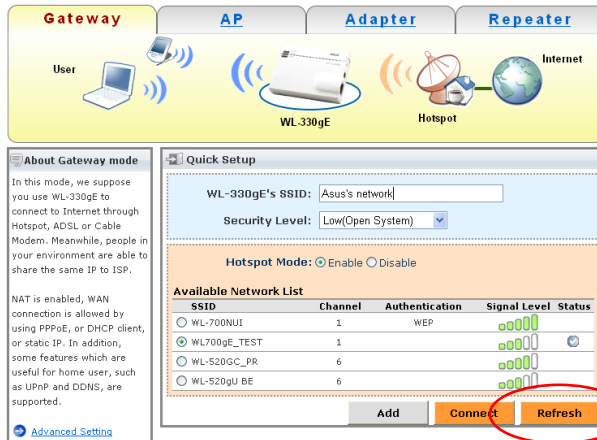 Gateway
AP
Adapter
Repeater
User
WL-330gE
Hotspot
Internet
About Gateway mode
In this mode, we suppose
you use WL-330gE to
connect to Internet through
Hotspot, ADSL or Cable
Modem. Meanwhile, people in
your environment are able to
share the same IP to ISP.
NAT is enabled, WAN
connection is allowed by
using PPPoE, or DHCP client,
or static IP. In addition,
some features which are
useful for home user, such
as UPnP and DDNS, are
supported.
Advanced Setting
Quick Setup
WL-330gE's SSID: Asus's network
Security Level: Low(Open System)
Hotspot Mode: Enable Disable
Available Network List
SSID Channel Authentication Signal Level Status
WL-700NUI 1 WEP
WL700gE_TEST 1
WL-520GC_PR 6
WL-520gU BE 6
Add Connect Refresh